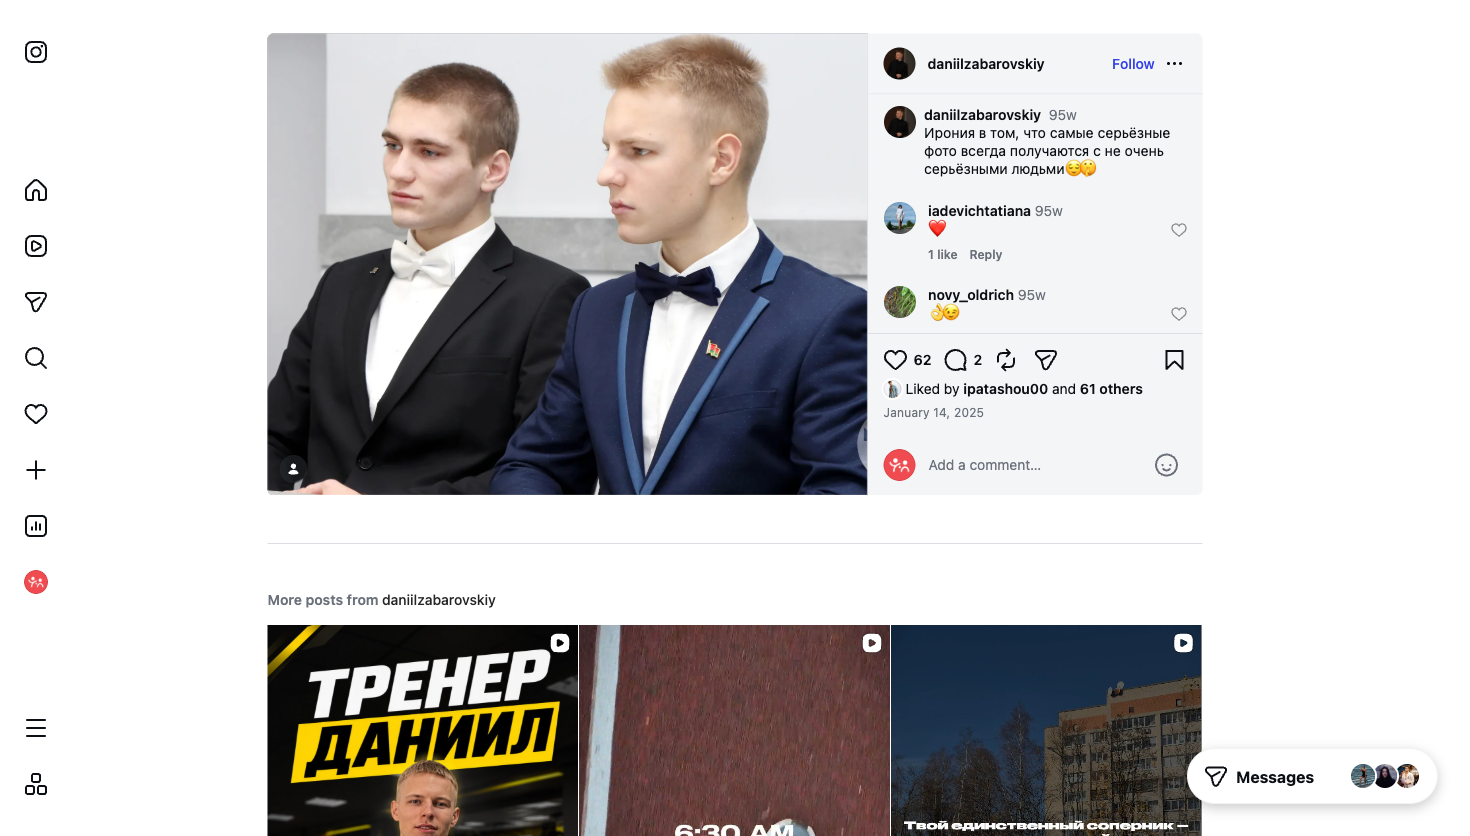 daniilzabarovskiy
Follow
daniilzabarovskiy 95w
Ирония в том, что самые серьёзные
фото всегда получаются с не очень
серьёзными людьми😌🤫
iadevichtatiana 95w
❤️
1 like Reply
novy_oldrich 95w
👌😉
62 2
Liked by ipatashou00 and 61 others
January 14, 2025
Add a comment...
More posts from daniilzabarovskiy
ТРЕНЕР
ДАНИИЛ
6:30 AM
Твой единственный соперник –
Messages